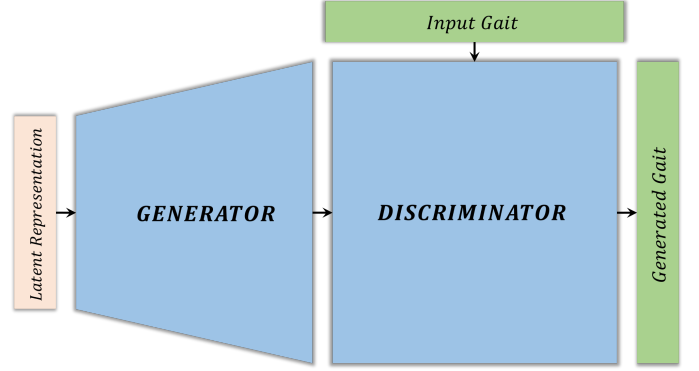 Input Gait
Latent Representation
GENERATOR
DISCRIMINATOR
Generated Gait